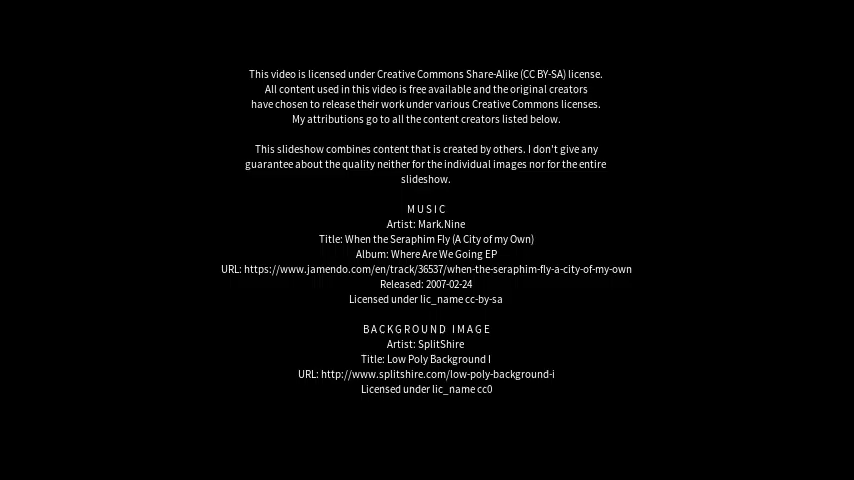 This video is licensed under Creative Commons Share-Alike (CC BY-SA) license.
All content used in this video is free available and the original creators
have chosen to release their work under various Creative Commons licenses.
My attributions go to all the content creators listed below.
This slideshow combines content that is created by others. I don't give any
guarantee about the quality neither for the individual images nor for the entire
slideshow.
MUSIC
Artist: Mark.Nine
Title: When the Seraphim Fly (A City of my Own)
Album: Where Are We Going EP
URL: https://www.jamendo.com/en/track/36537/when-the-seraphim-fly-a-city-of-my-own
Released: 2007-02-24
Licensed under lic_name cc-by-sa
BACKGROUND IMAGE
Artist: SplitShire
Title: Low Poly Background I
URL: http://www.splitshire.com/low-poly-background-i
Licensed under lic_name cc0